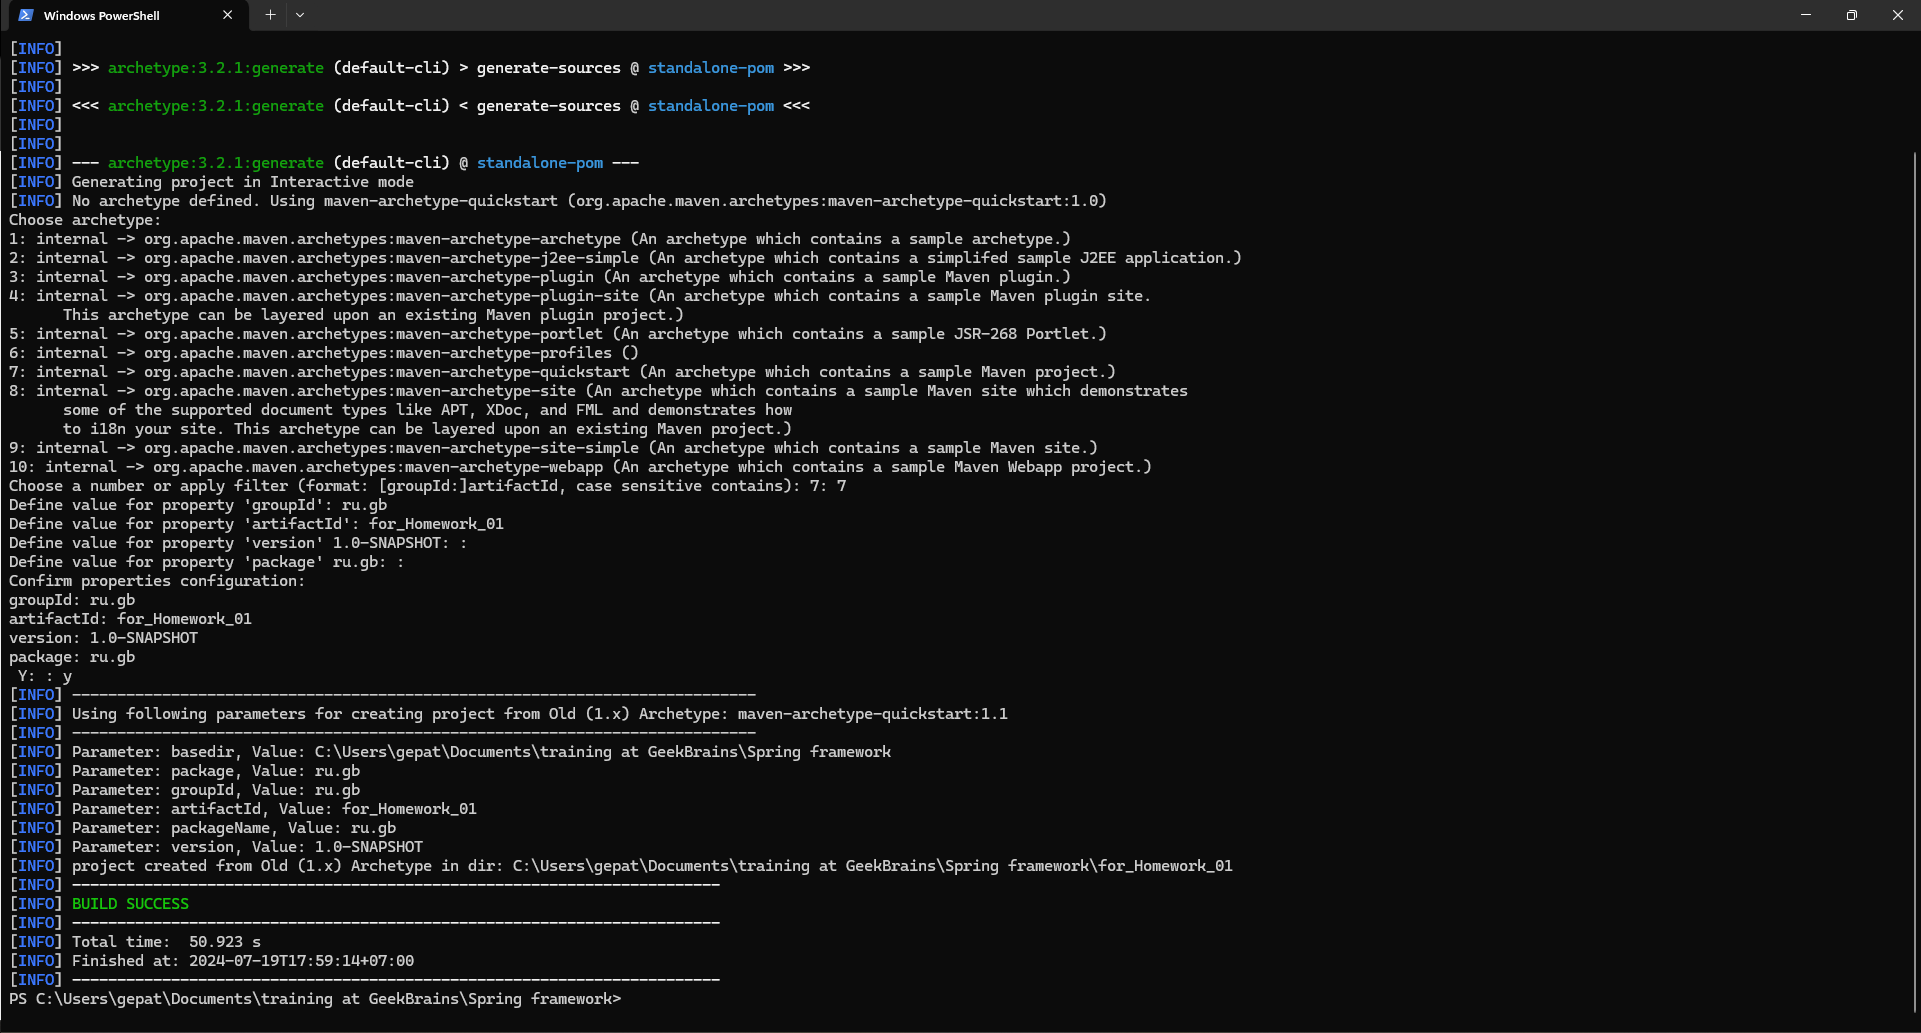 Windows PowerShell
[INFO]
[INFO] >>> archetype:3.2.1:generate (default-cli) > generate-sources @ standalone-pom >>>
[INFO]
[INFO] <<< archetype:3.2.1:generate (default-cli) < generate-sources @ standalone-pom <<<
[INFO]
[INFO]
[INFO] --- archetype:3.2.1:generate (default-cli) @ standalone-pom ---
[INFO] Generating project in Interactive mode
[INFO] No archetype defined. Using maven-archetype-quickstart (org.apache.maven.archetypes:maven-archetype-quickstart:1.0)
Choose archetype:
1: internal -> org.apache.maven.archetypes:maven-archetype-archetype (An archetype which contains a sample archetype.)
2: internal -> org.apache.maven.archetypes:maven-archetype-j2ee-simple (An archetype which contains a simplifed sample J2EE application.)
3: internal -> org.apache.maven.archetypes:maven-archetype-plugin (An archetype which contains a sample Maven plugin.)
4: internal -> org.apache.maven.archetypes:maven-archetype-plugin-site (An archetype which contains a sample Maven plugin site.
      This archetype can be layered upon an existing Maven plugin project.)
5: internal -> org.apache.maven.archetypes:maven-archetype-portlet (An archetype which contains a sample JSR-268 Portlet.)
6: internal -> org.apache.maven.archetypes:maven-archetype-profiles ()
7: internal -> org.apache.maven.archetypes:maven-archetype-quickstart (An archetype which contains a sample Maven project.)
8: internal -> org.apache.maven.archetypes:maven-archetype-site (An archetype which contains a sample Maven site which demonstrates
      some of the supported document types like APT, XDoc, and FML and demonstrates how
      to i18n your site. This archetype can be layered upon an existing Maven project.)
9: internal -> org.apache.maven.archetypes:maven-archetype-site-simple (An archetype which contains a sample Maven site.)
10: internal -> org.apache.maven.archetypes:maven-archetype-webapp (An archetype which contains a sample Maven Webapp project.)
Choose a number or apply filter (format: [groupId:]artifactId, case sensitive contains): 7: 7
Define value for property 'groupId': ru.gb
Define value for property 'artifactId': for_Homework_01
Define value for property 'version' 1.0-SNAPSHOT: :
Define value for property 'package' ru.gb: :
Confirm properties configuration:
groupId: ru.gb
artifactId: for_Homework_01
version: 1.0-SNAPSHOT
package: ru.gb
 Y: : y
[INFO] ----------------------------------------------------------------------------
[INFO] Using following parameters for creating project from Old (1.x) Archetype: maven-archetype-quickstart:1.1
[INFO] ----------------------------------------------------------------------------
[INFO] Parameter: basedir, Value: C:\Users\gepat\Documents\training at GeekBrains\Spring framework
[INFO] Parameter: package, Value: ru.gb
[INFO] Parameter: groupId, Value: ru.gb
[INFO] Parameter: artifactId, Value: for_Homework_01
[INFO] Parameter: packageName, Value: ru.gb
[INFO] Parameter: version, Value: 1.0-SNAPSHOT
[INFO] project created from Old (1.x) Archetype in dir: C:\Users\gepat\Documents\training at GeekBrains\Spring framework\for_Homework_01
[INFO] ------------------------------------------------------------------------
[INFO] BUILD SUCCESS
[INFO] ------------------------------------------------------------------------
[INFO] Total time:  50.923 s
[INFO] Finished at: 2024-07-19T17:59:14+07:00
[INFO] ------------------------------------------------------------------------
PS C:\Users\gepat\Documents\training at GeekBrains\Spring framework>